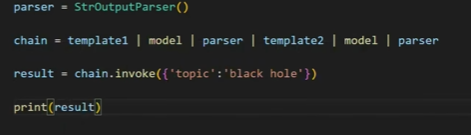 parser = StrOutputParser()
chain = template1 | model | parser | template2 | model | parser
result = chain.invoke({'topic':'black hole'})
print(result)